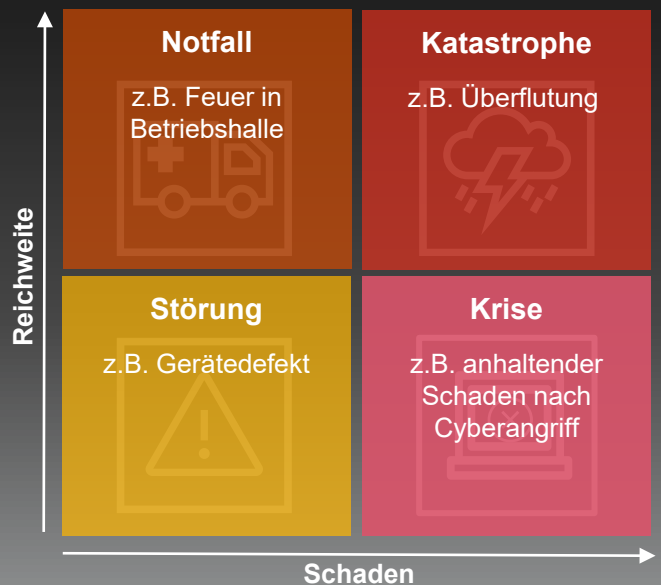 Notfall
z.B. Feuer in
Betriebshalle
Katastrophe
z.B. Überflutung
Störung
z.B. Gerätedefekt
Krise
z.B. anhaltender
Schaden nach
Cyberangriff
Reichweite
Schaden